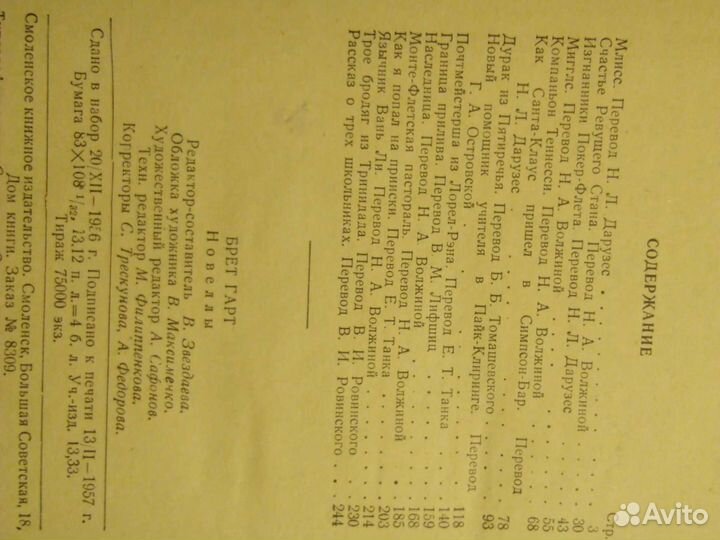 СОДЕРЖАНИЕ
Стр.
Млисс. Перевод Н. Л. Дарузес . . . 3
Счастье Ревущего Стана. Перевод Н. А. Волжиной 30
Изгнанники Покер-Флета. Перевод Н. Л. Дарузес 43
Мигглс. Перевод Н. А. Волжиной . . . 55
Компаньон Теннесси. Перевод Н. А. Волжиной . . 68
Как Санта-Клаус пришел в Симпсон-Бар. Перевод
Н. Л. Дарузес . . . 78
Дурак из Пятиречья. Перевод Б. Б. Томашевского . 93
Новый помощник учителя в Пайк-Клиринге. Перевод
Г. А. Островской . . . 118
Почтмейстерша из Лорел-Рэна. Перевод Е. Т. Танка 140
Граница прилива. Перевод В. М. Лифшиц . . . 159
Наследница. Перевод Н. А. Волжиной . . . 168
Монте-Флетская пастораль. Перевод Н. А. Волжиной 185
Как я попал на прииски. Перевод Е. Т. Танка . . . 203
Язычник Вань Ли. Перевод Н. А. Волжиной . . . 214
Трое бродяг из Тринидада. Перевод В. И. Ровинского 230
Рассказ о трех школьниках. Перевод В. И. Ровинского . 244
БРЕТ ГАРТ
Новеллы
Редактор-составитель В. Звездаева.
Обложка художника В. Максимечко.
Художественный редактор А. Сафонов.
Техн. редактор М. Филиппенкова.
Корректоры С. Трескунова, А. Федорова.
Сдано в набор 20/XII—1956 г. Подписано к печати 13/II—1957 г.
Бумага 83×108 1/32, 13,12 п. л.=4 б. л. Уч.-изд. 13,33.
Тираж 75000 экз.
Смоленское книжное издательство. Смоленск, Большая Советская, 18,
Дом книги. Заказ № 8309.
Avito